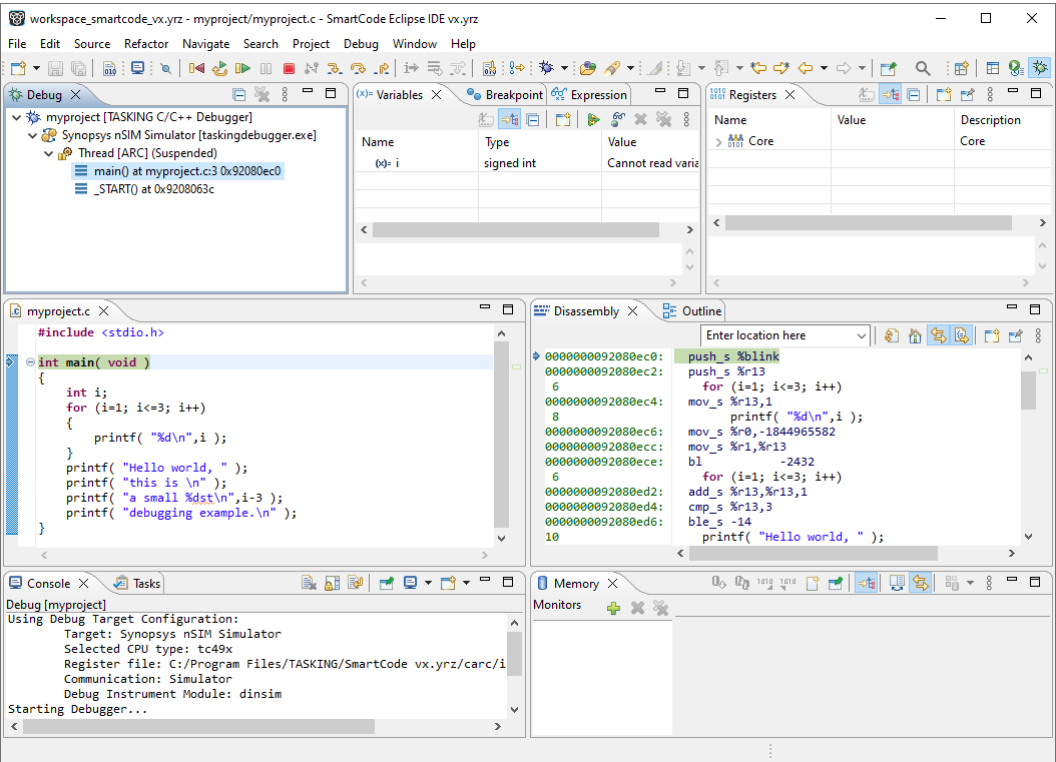 workspace_smartcode_vx.yrz - myproject/myproject.c - SmartCode Eclipse IDE vx.yrz
File Edit Source Refactor Navigate Search Project Debug Window Help
Debug
myproject [TASKING C/C++ Debugger]
Synopsys nSIM Simulator [taskingdebugger.exe]
Thread [ARC] (Suspended)
main() at myproject.c:3 0x92080ec0
_START() at 0x9208063c
(x)= Variables Breakpoint Expression
Name Type Value
(x)= i signed int Cannot read varia
Registers
Name Value Description
Core Core
myproject.c
#include <stdio.h>
int main( void )
{
int i;
for (i=1; i<=3; i++)
{
printf( "%d\n",i );
}
printf( "Hello world, " );
printf( "this is \n" );
printf( "a small %dst\n",i-3 );
printf( "debugging example.\n" );
}
Disassembly Outline
Enter location here
0000000092080ec0: push_s %blink
0000000092080ec2: push_s %r13
6 for (i=1; i<=3; i++)
0000000092080ec4: mov_s %r13,1
8 printf( "%d\n",i );
0000000092080ec6: mov_s %r0,-1844965582
0000000092080ecc: mov_s %r1,%r13
0000000092080ece: bl -2432
6 for (i=1; i<=3; i++)
0000000092080ed2: add_s %r13,%r13,1
0000000092080ed4: cmp_s %r13,3
0000000092080ed6: ble_s -14
10 printf( "Hello world, " );
Console Tasks
Debug [myproject]
Using Debug Target Configuration:
Target: Synopsys nSIM Simulator
Selected CPU type: tc49x
Register file: C:/Program Files/TASKING/SmartCode vx.yrz/carc/i
Communication: Simulator
Debug Instrument Module: dinsim
Starting Debugger...
Memory
Monitors